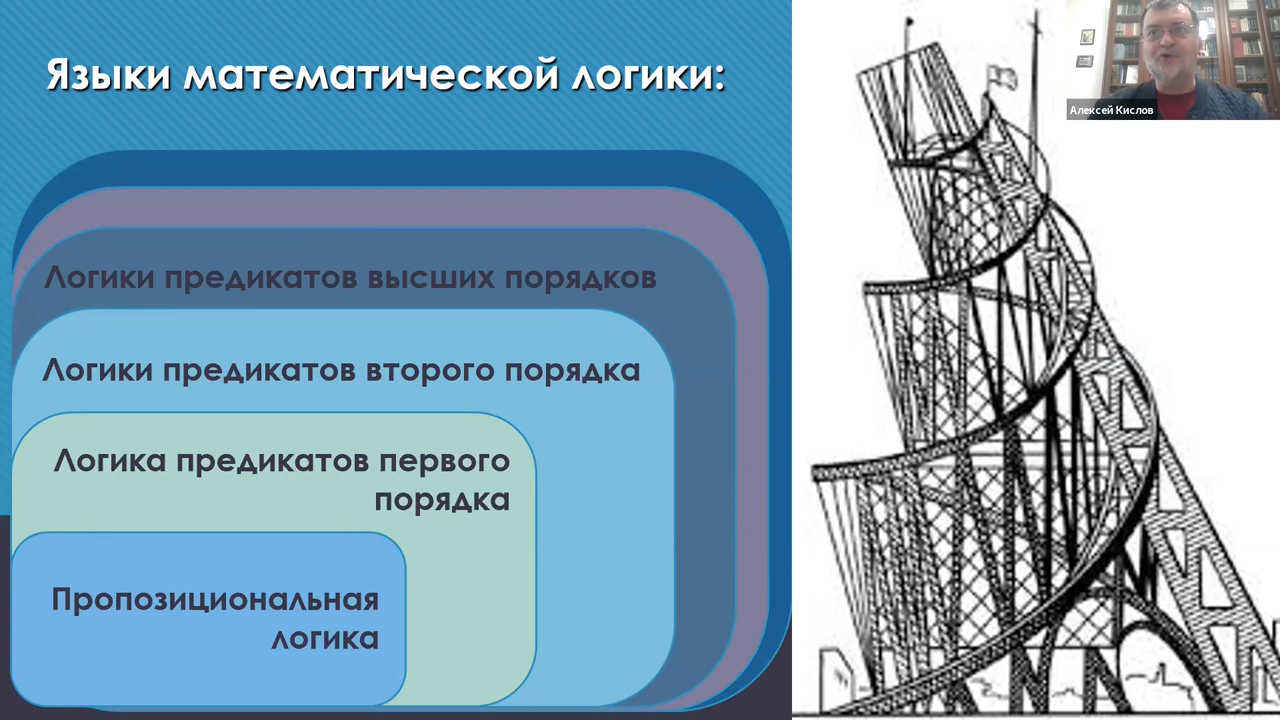 Языки математической логики:
Логики предикатов высших порядков
Логики предикатов второго порядка
Логика предикатов первого
порядка
Пропозициональная
логика
Алексей Кислов